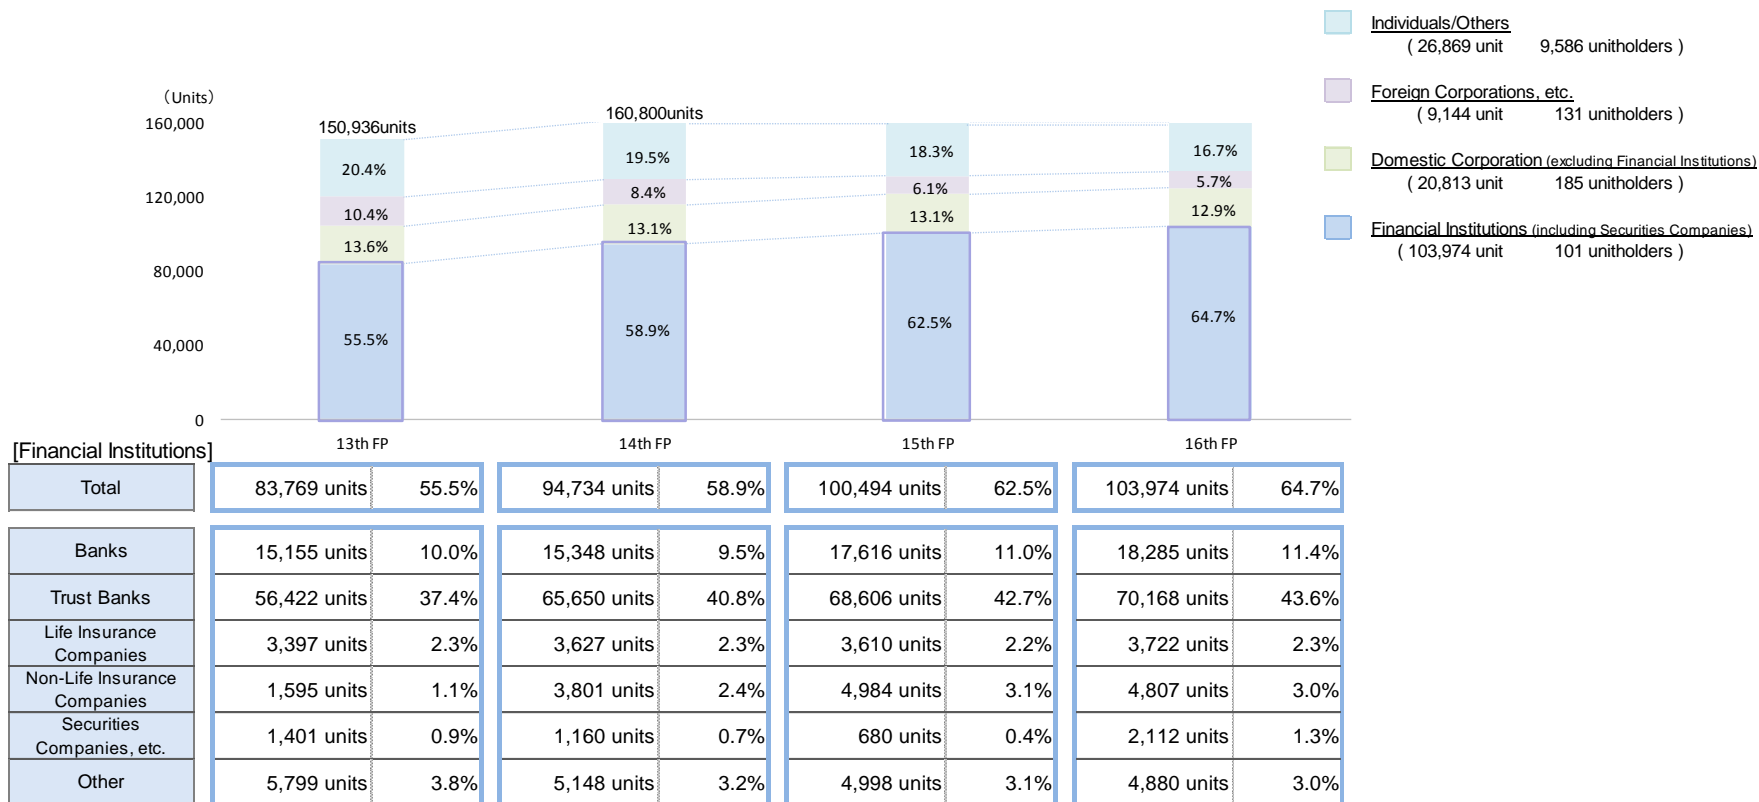 Individuals/Others
( 26,869 unit 9,586 unitholders )
Foreign Corporations, etc.
( 9,144 unit 131 unitholders )
Domestic Corporation (excluding Financial Institutions)
( 20,813 unit 185 unitholders )
Financial Institutions (including Securities Companies)
( 103,974 unit 101 unitholders )
（Units）
160,000
120,000
80,000
40,000
0
150,936units
20.4%
10.4%
13.6%
55.5%
160,800units
19.5%
8.4%
13.1%
58.9%
18.3%
6.1%
13.1%
62.5%
16.7%
5.7%
12.9%
64.7%
13th FP 14th FP 15th FP 16th FP
[Financial Institutions]
Total 83,769 units 55.5% 94,734 units 58.9% 100,494 units 62.5% 103,974 units 64.7%
Banks 15,155 units 10.0% 15,348 units 9.5% 17,616 units 11.0% 18,285 units 11.4%
Trust Banks 56,422 units 37.4% 65,650 units 40.8% 68,606 units 42.7% 70,168 units 43.6%
Life Insurance
Companies 3,397 units 2.3% 3,627 units 2.3% 3,610 units 2.2% 3,722 units 2.3%
Non-Life Insurance
Companies 1,595 units 1.1% 3,801 units 2.4% 4,984 units 3.1% 4,807 units 3.0%
Securities
Companies, etc. 1,401 units 0.9% 1,160 units 0.7% 680 units 0.4% 2,112 units 1.3%
Other 5,799 units 3.8% 5,148 units 3.2% 4,998 units 3.1% 4,880 units 3.0%